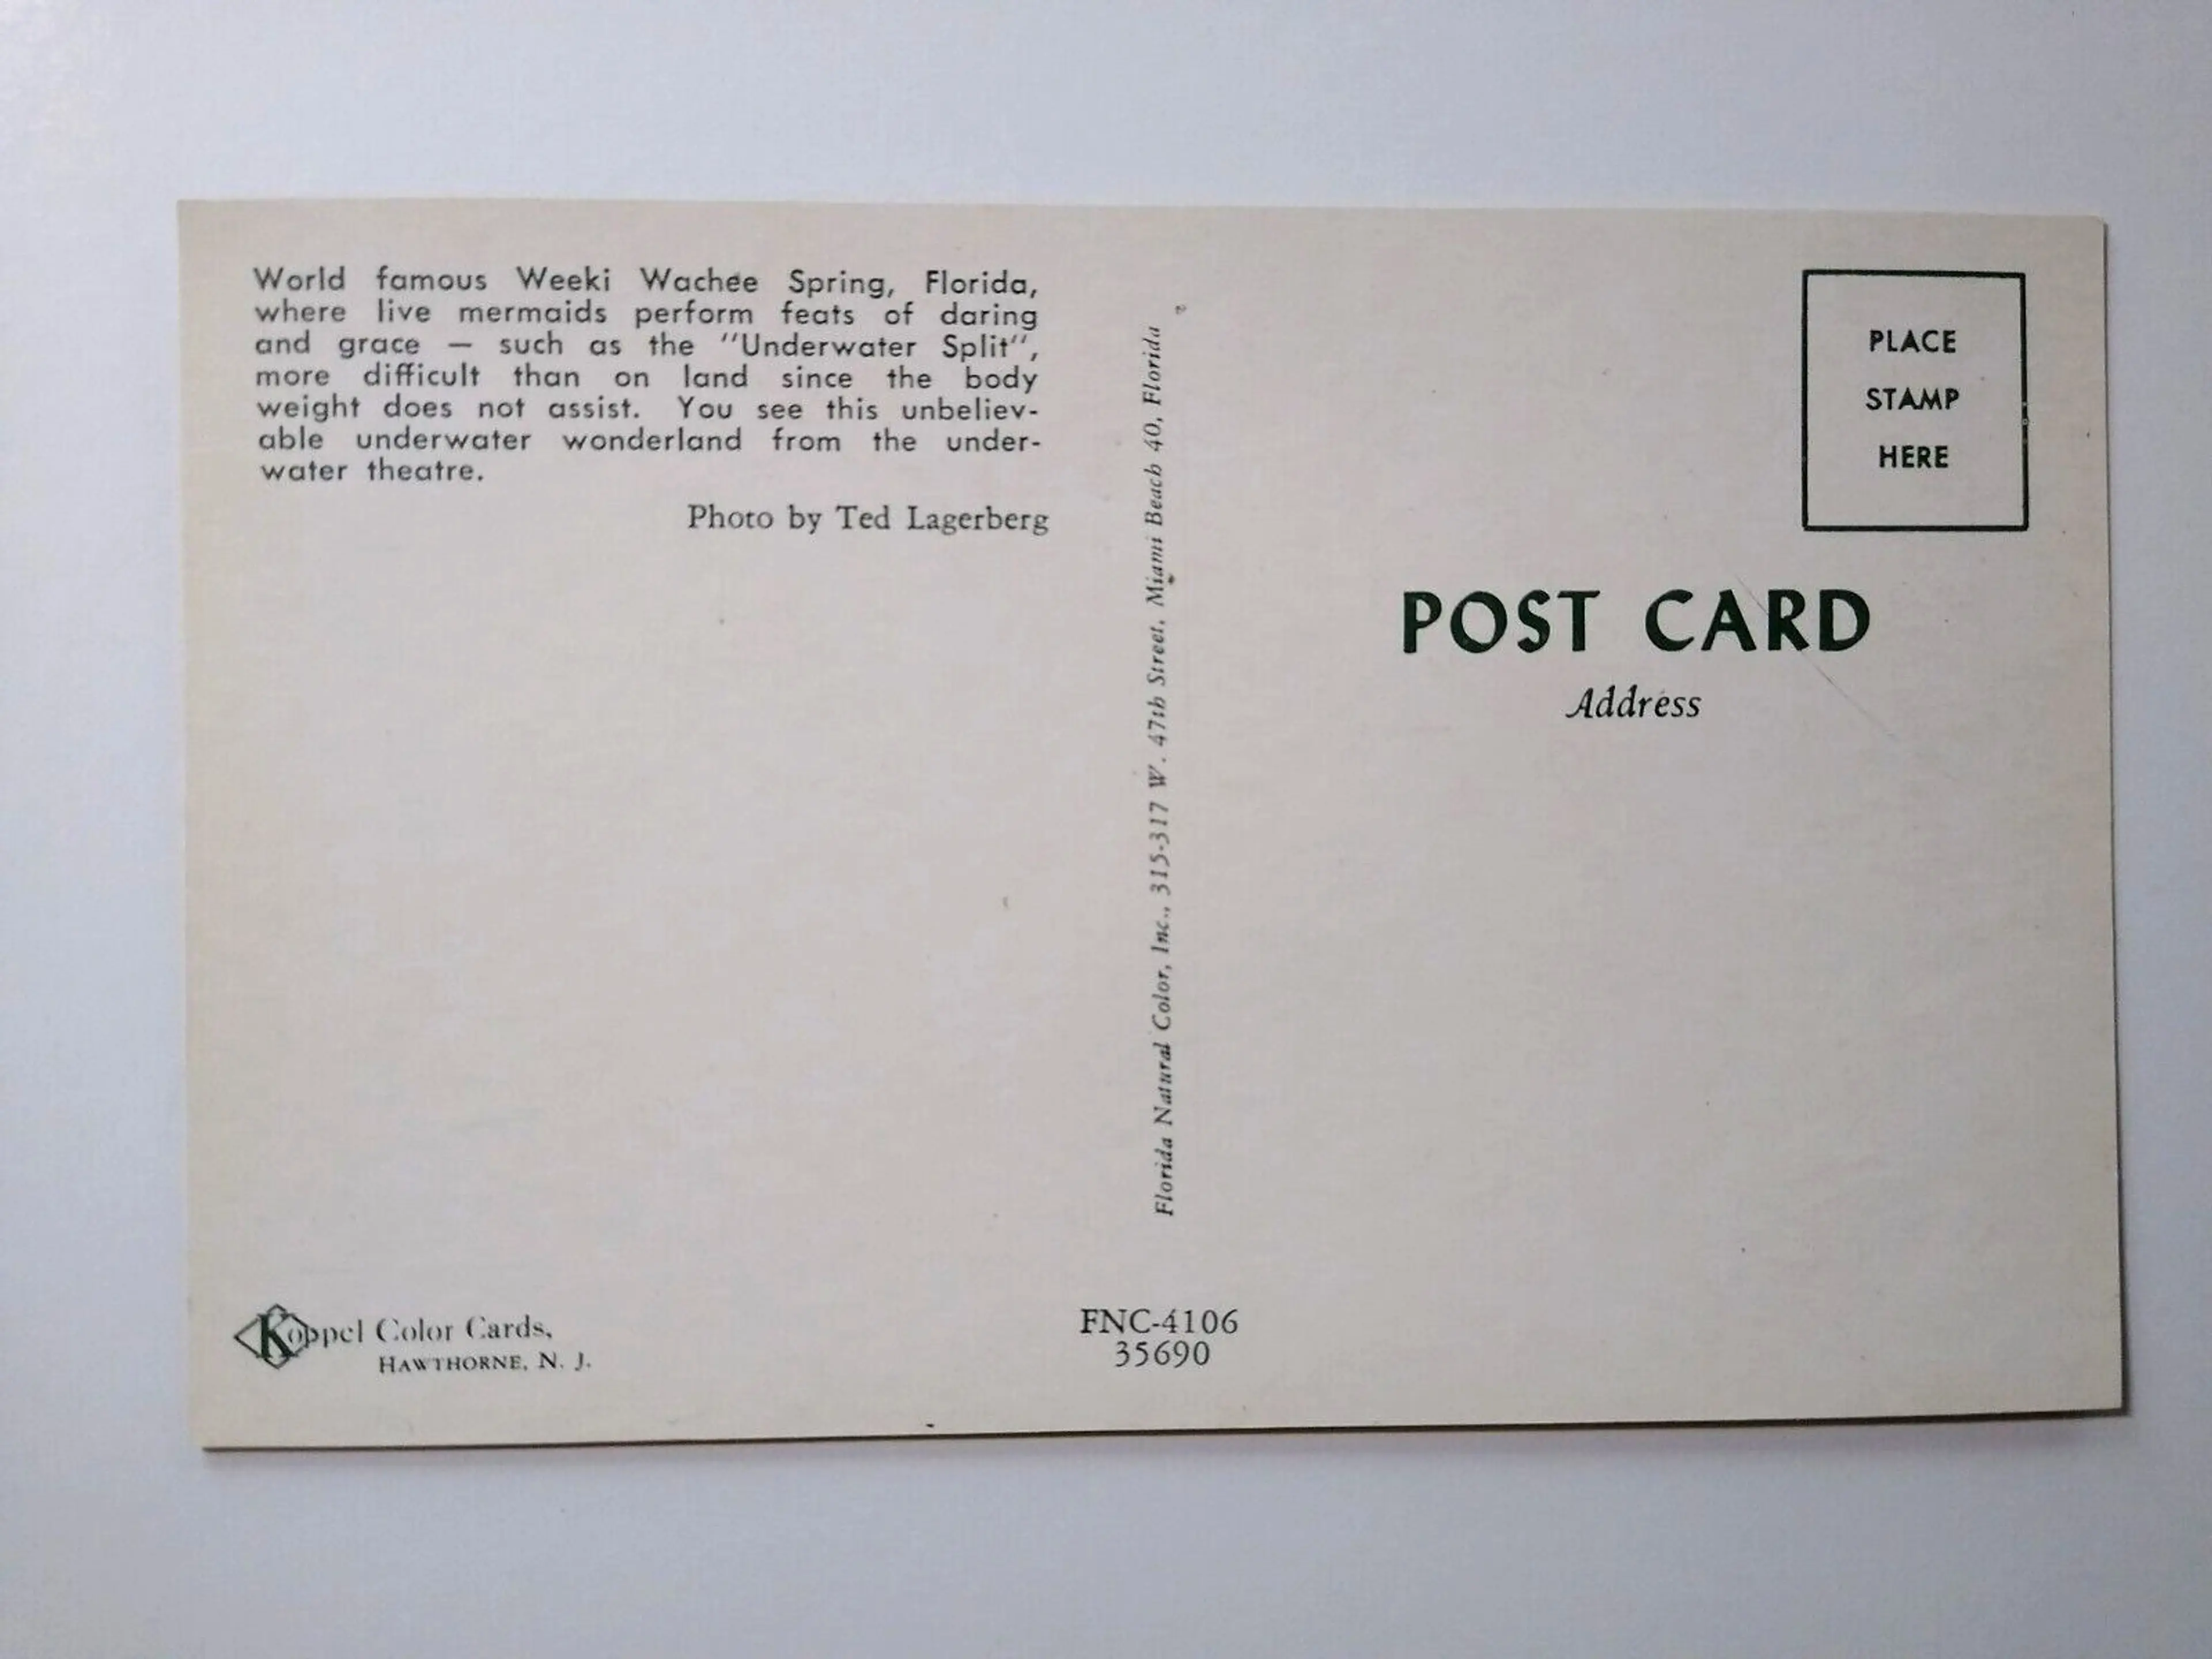 World famous Weeki Wachee Spring, Florida,
where live mermaids perform feats of daring
and grace — such as the "Underwater Split",
more difficult than on land since the body
weight does not assist. You see this unbeliev-
able underwater wonderland from the under-
water theatre.
Photo by Ted Lagerberg
Koppel Color Cards,
HAWTHORNE, N. J.
Florida Natural Color, Inc., 315-317 W. 47th Street, Miami Beach 40, Florida
FNC-4106
35690
PLACE
STAMP
HERE
POST CARD
Address